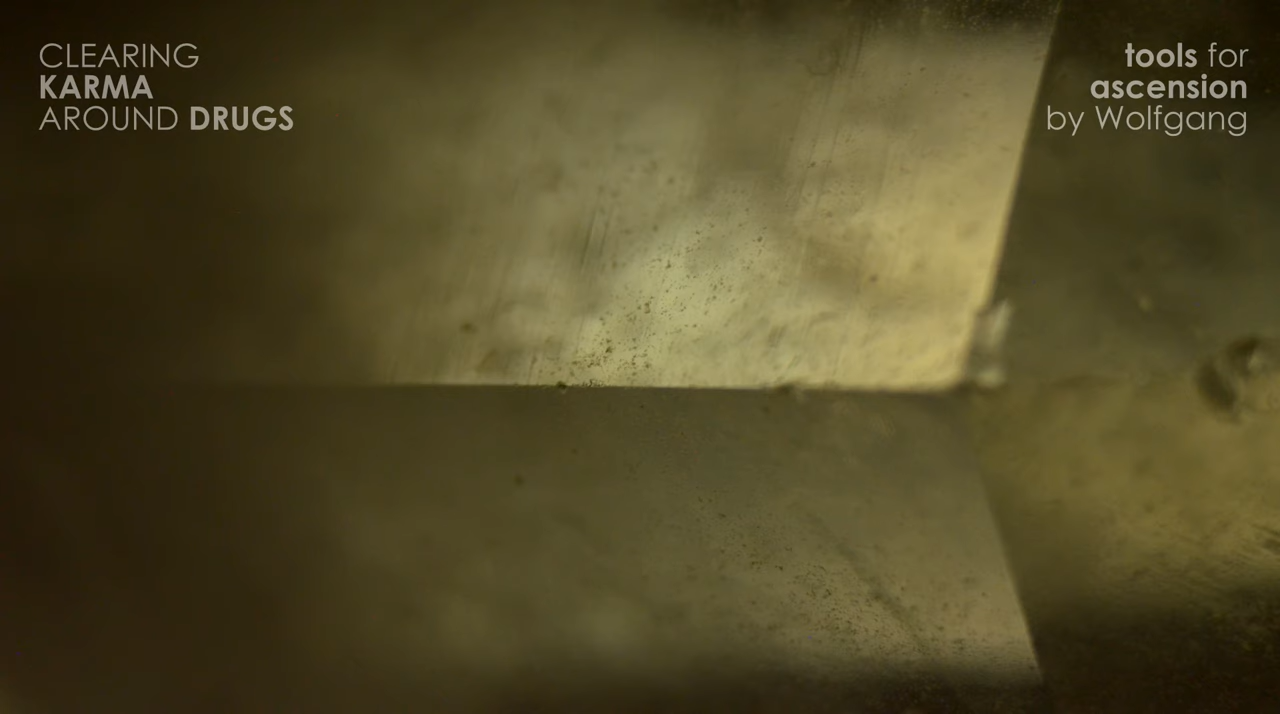 CLEARING
KARMA
AROUND DRUGS
tools for
ascension
by Wolfgang